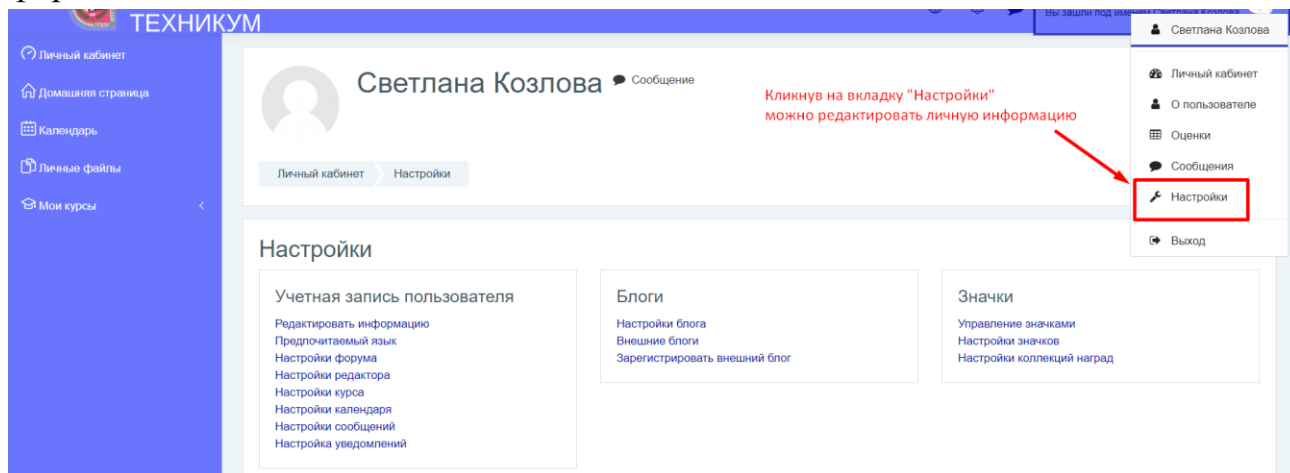 ТЕХНИКУМ
Вы зашли под именем Светлана Козлова
Светлана Козлова
Личный кабинет
Домашняя страница
Календарь
Личные файлы
Мои курсы
Светлана Козлова
Сообщение
Кликнув на вкладку "Настройки"
можно редактировать личную информацию
Личный кабинет
О пользователе
Оценки
Сообщения
Настройки
Выход
Личный кабинет
Настройки
Настройки
Учетная запись пользователя
Редактировать информацию
Предпочитаемый язык
Настройки форума
Настройки редактора
Настройки курса
Настройки календаря
Настройки сообщений
Настройка уведомлений
Блоги
Настройки блога
Внешние блоги
Зарегистрировать внешний блог
Значки
Управление значками
Настройки значков
Настройки коллекций наград